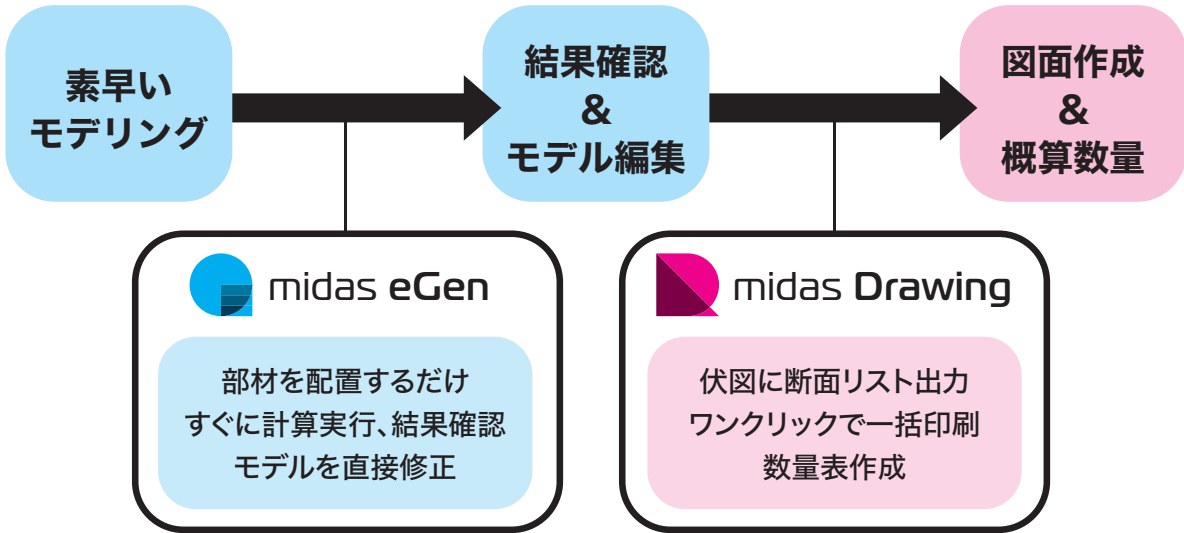 素早い
モデリング
結果確認
&
モデル編集
図面作成
&
概算数量
midas eGen
部材を配置するだけ
すぐに計算実行、結果確認
モデルを直接修正
midas Drawing
伏図に断面リスト出力
ワンクリックで一括印刷
数量表作成